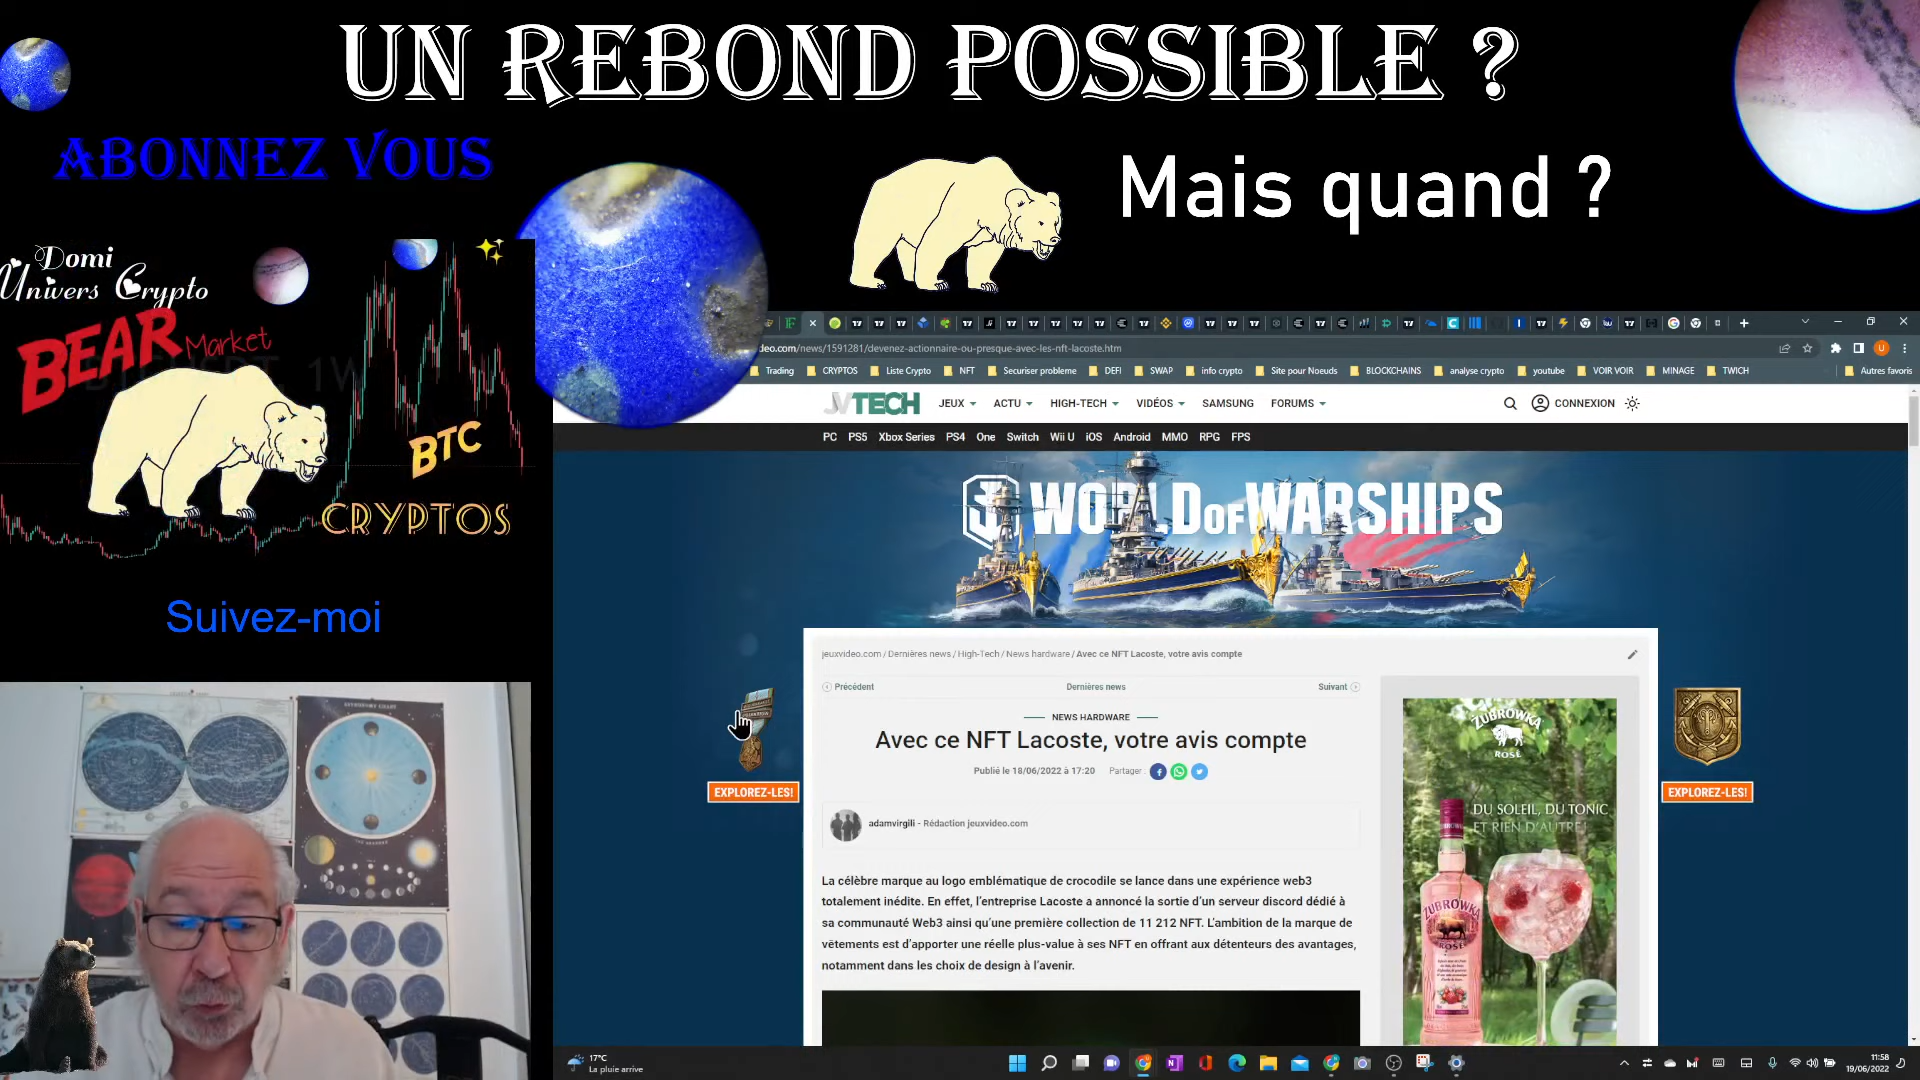 UN REBOND POSSIBLE ?
ABONNEZ VOUS
Mais quand ?
Domi
Univers Crypto
BEAR Market
BTC
CRYPTOS
Suivez-moi
deo.com/news/1591281/devenez-actionnaire-ou-presque-avec-les-nft-lacoste.htm
Trading CRYPTOS Liste Crypto NFT Securiser probleme DEFI SWAP info crypto Site pour Noeuds BLOCKCHAINS analyse crypto youtube VOIR VOIR MINAGE TWICH Autres favoris
JVTECH JEUX ACTU HIGH-TECH VIDÉOS SAMSUNG FORUMS CONNEXION
PC PS5 Xbox Series PS4 One Switch Wii U iOS Android MMO RPG FPS
WORLD OF WARSHIPS
jeuxvideo.com / Dernières news / High-Tech / News hardware / Avec ce NFT Lacoste, votre avis compte
Précédent Dernières news Suivant
NEWS HARDWARE
Avec ce NFT Lacoste, votre avis compte
Publié le 18/06/2022 à 17:20 Partager :
EXPLOREZ-LES!
EXPLOREZ-LES!
adamvirgili - Rédaction jeuxvideo.com
La célèbre marque au logo emblématique de crocodile se lance dans une expérience web3
totalement inédite. En effet, l'entreprise Lacoste a annoncé la sortie d'un serveur discord dédié à
sa communauté Web3 ainsi qu'une première collection de 11 212 NFT. L'ambition de la marque de
vêtements est d'apporter une réelle plus-value à ses NFT en offrant aux détenteurs des avantages,
notamment dans les choix de design à l'avenir.
ŻUBRÓWKA
ROSÉ
DU SOLEIL, DU TONIC
ET RIEN D'AUTRE!
ŻUBRÓWKA
ROSÉ
17°C
La pluie arrive
11:58
19/06/2022